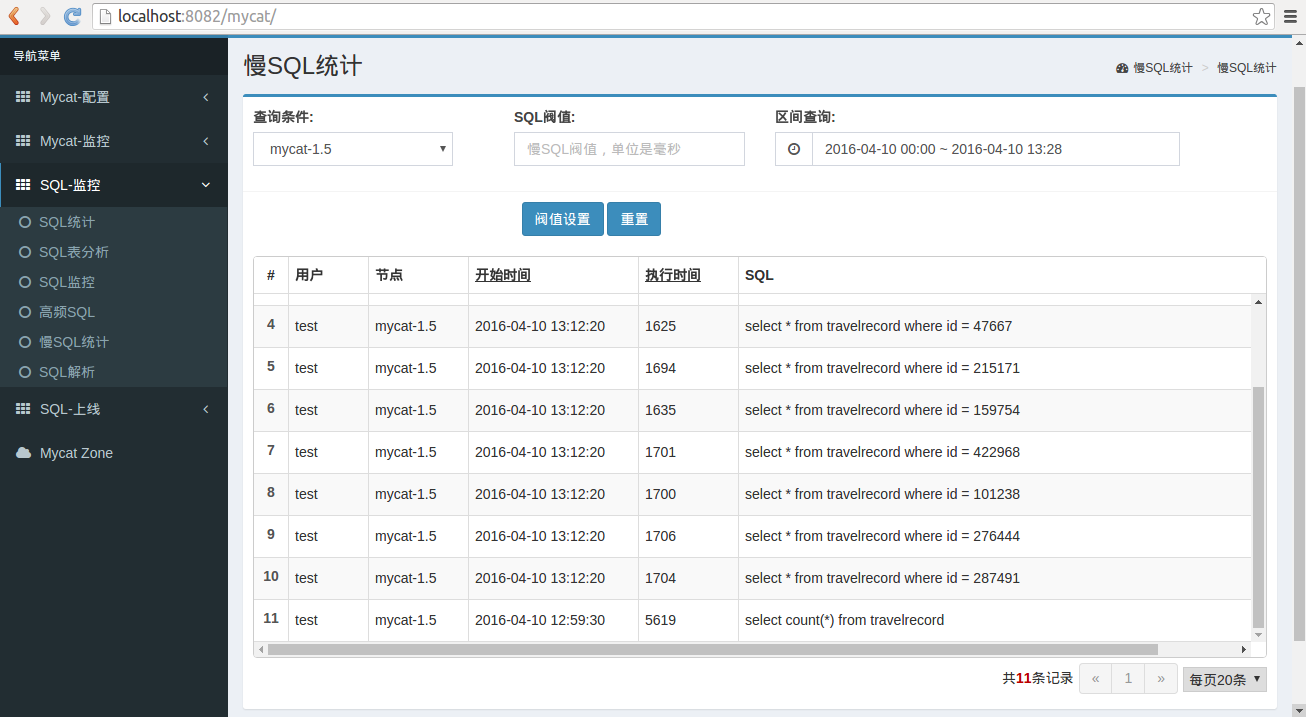 localhost:8082/mycat/
导航菜单
Mycat-配置
Mycat-监控
SQL-监控
SQL统计
SQL表分析
SQL监控
高频SQL
慢SQL统计
SQL解析
SQL-上线
Mycat Zone
慢SQL统计
慢SQL统计 > 慢SQL统计
查询条件: SQL阀值: 区间查询:
mycat-1.5 慢SQL阀值，单位是毫秒 2016-04-10 00:00 ~ 2016-04-10 13:28
阀值设置 重置
# 用户 节点 开始时间 执行时间 SQL
4 test mycat-1.5 2016-04-10 13:12:20 1625 select * from travelrecord where id = 47667
5 test mycat-1.5 2016-04-10 13:12:20 1694 select * from travelrecord where id = 215171
6 test mycat-1.5 2016-04-10 13:12:20 1635 select * from travelrecord where id = 159754
7 test mycat-1.5 2016-04-10 13:12:20 1701 select * from travelrecord where id = 422968
8 test mycat-1.5 2016-04-10 13:12:20 1700 select * from travelrecord where id = 101238
9 test mycat-1.5 2016-04-10 13:12:20 1706 select * from travelrecord where id = 276444
10 test mycat-1.5 2016-04-10 13:12:20 1704 select * from travelrecord where id = 287491
11 test mycat-1.5 2016-04-10 12:59:30 5619 select count(*) from travelrecord
共11条记录 « 1 » 每页20条